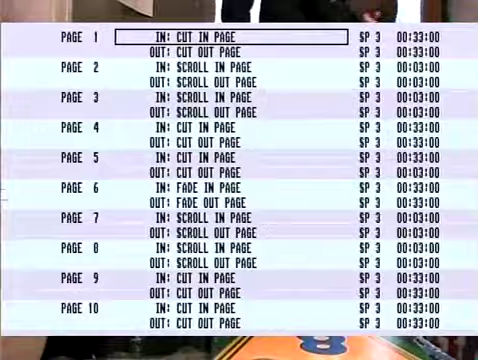 PAGE 1 IN: CUT IN PAGE SP 3 00:33:00
OUT: CUT OUT PAGE SP 3 00:33:00
PAGE 2 IN: SCROLL IN PAGE SP 3 00:03:00
OUT: SCROLL OUT PAGE SP 3 00:03:00
PAGE 3 IN: SCROLL IN PAGE SP 3 00:03:00
OUT: SCROLL OUT PAGE SP 3 00:03:00
PAGE 4 IN: CUT IN PAGE SP 3 00:33:00
OUT: CUT OUT PAGE SP 3 00:33:00
PAGE 5 IN: CUT IN PAGE SP 3 00:33:00
OUT: CUT OUT PAGE SP 3 00:03:00
PAGE 6 IN: FADE IN PAGE SP 3 00:33:00
OUT: FADE OUT PAGE SP 3 00:33:00
PAGE 7 IN: SCROLL IN PAGE SP 3 00:03:00
OUT: SCROLL OUT PAGE SP 3 00:03:00
PAGE 8 IN: SCROLL IN PAGE SP 3 00:03:00
OUT: SCROLL OUT PAGE SP 3 00:03:00
PAGE 9 IN: CUT IN PAGE SP 3 00:33:00
OUT: CUT OUT PAGE SP 3 00:33:00
PAGE 10 IN: CUT IN PAGE SP 3 00:33:00
OUT: CUT OUT PAGE SP 3 00:33:00
8